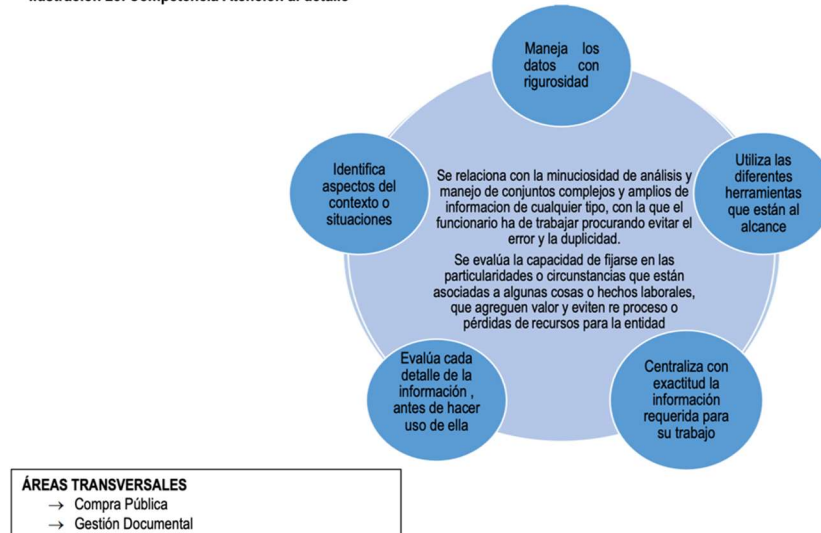 Maneja los
datos con
rigurosidad
Identifica
aspectos del
contexto o
situaciones
Utiliza las
diferentes
herramientas
que están al
alcance
Se relaciona con la minuciosidad de análisis y
manejo de conjuntos complejos y amplios de
informacion de cualquier tipo, con la que el
funcionario ha de trabajar procurando evitar el
error y la duplicidad.
Se evalúa la capacidad de fijarse en las
particularidades o circunstancias que están
asociadas a algunas cosas o hechos laborales,
que agreguen valor y eviten re proceso o
pérdidas de recursos para la entidad
Evalúa cada
detalle de la
información ,
antes de hacer
uso de ella
Centraliza con
exactitud la
información
requerida para
su trabajo
ÁREAS TRANSVERSALES
→ Compra Pública
→ Gestión Documental